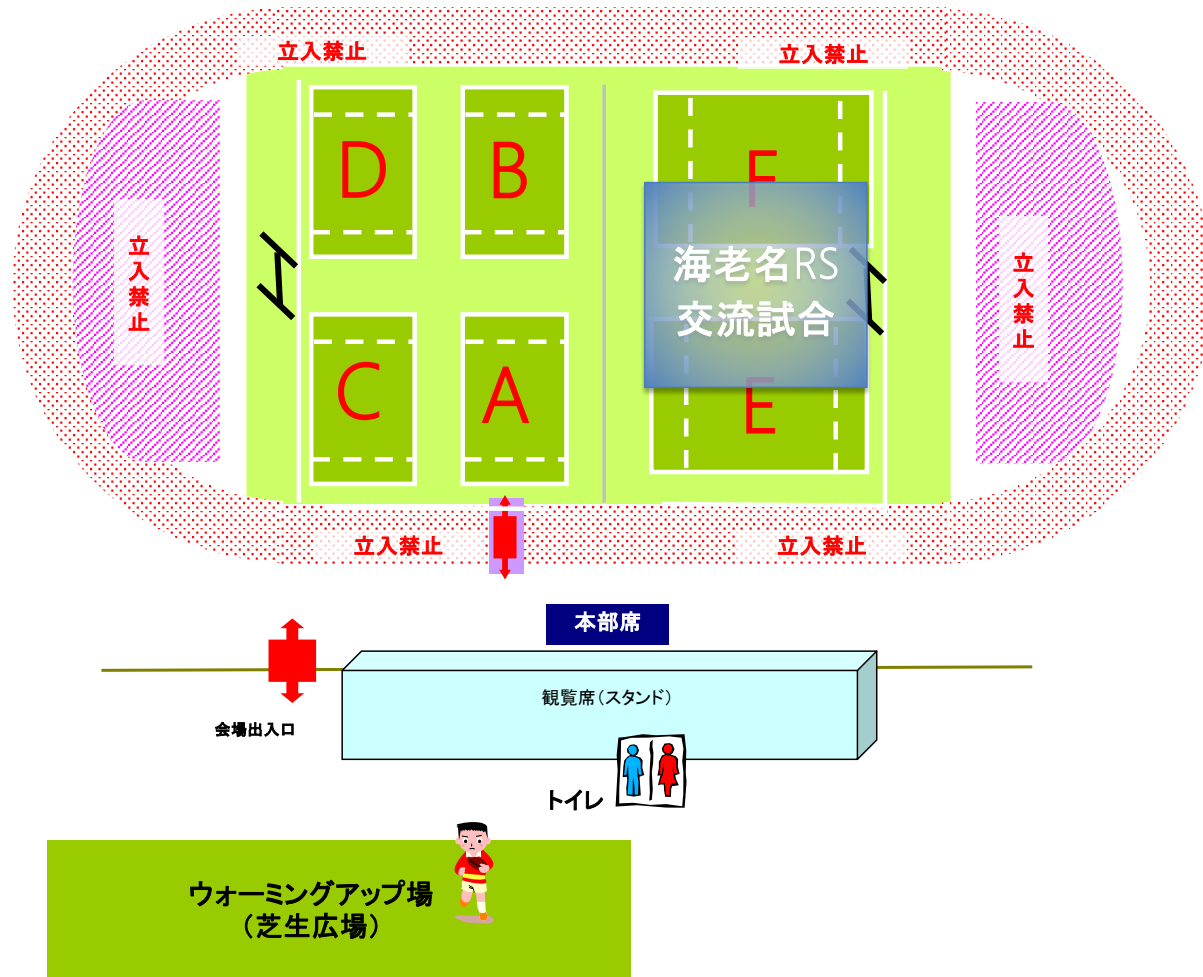 立入禁止
立入禁止
D
B
F
立入禁止
立入禁止
海老名RS
交流試合
C
A
E
立入禁止
立入禁止
本部席
観覧席(スタンド)
会場出入口
トイレ
ウォーミングアップ場
(芝生広場)